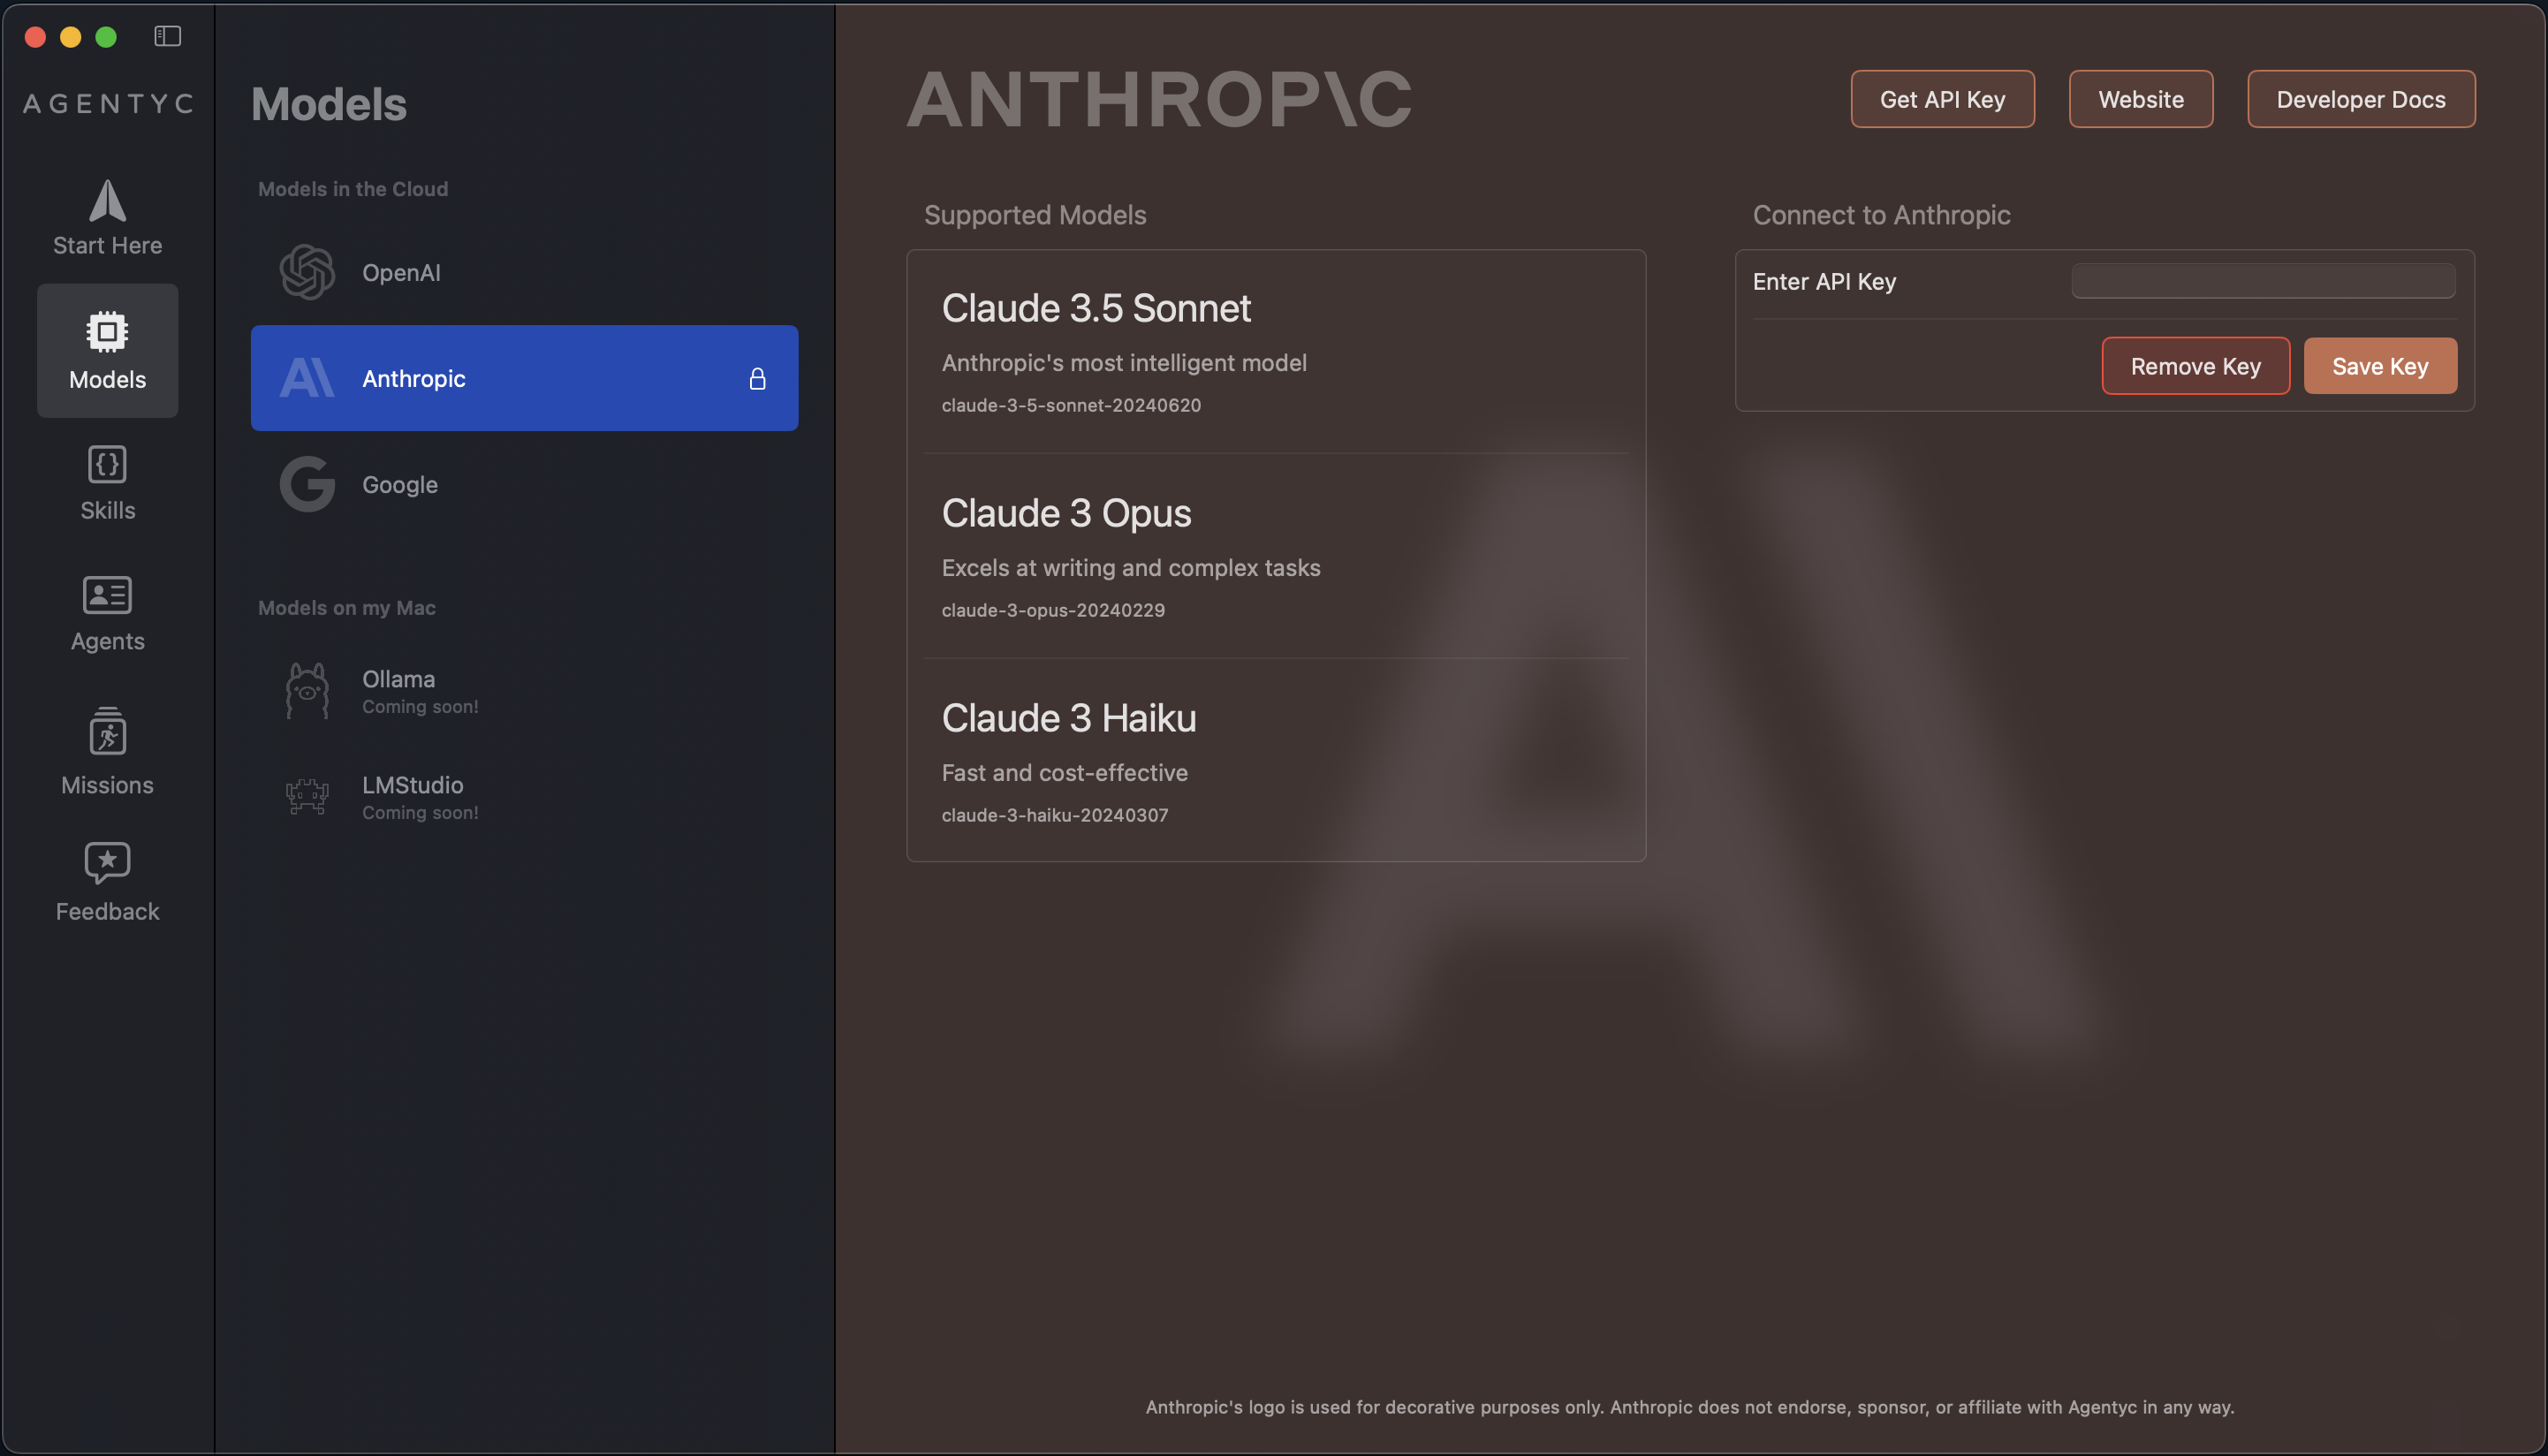 AGENTYC
Start Here
Models
Skills
Agents
Missions
Feedback
Models
Models in the Cloud
OpenAI
Anthropic
Google
Models on my Mac
Ollama
Coming soon!
LMStudio
Coming soon!
ANTHROP\C
Get API Key
Website
Developer Docs
Supported Models
Claude 3.5 Sonnet
Anthropic's most intelligent model
claude-3-5-sonnet-20240620
Claude 3 Opus
Excels at writing and complex tasks
claude-3-opus-20240229
Claude 3 Haiku
Fast and cost-effective
claude-3-haiku-20240307
Connect to Anthropic
Enter API Key
Remove Key
Save Key
Anthropic's logo is used for decorative purposes only. Anthropic does not endorse, sponsor, or affiliate with Agentyc in any way.